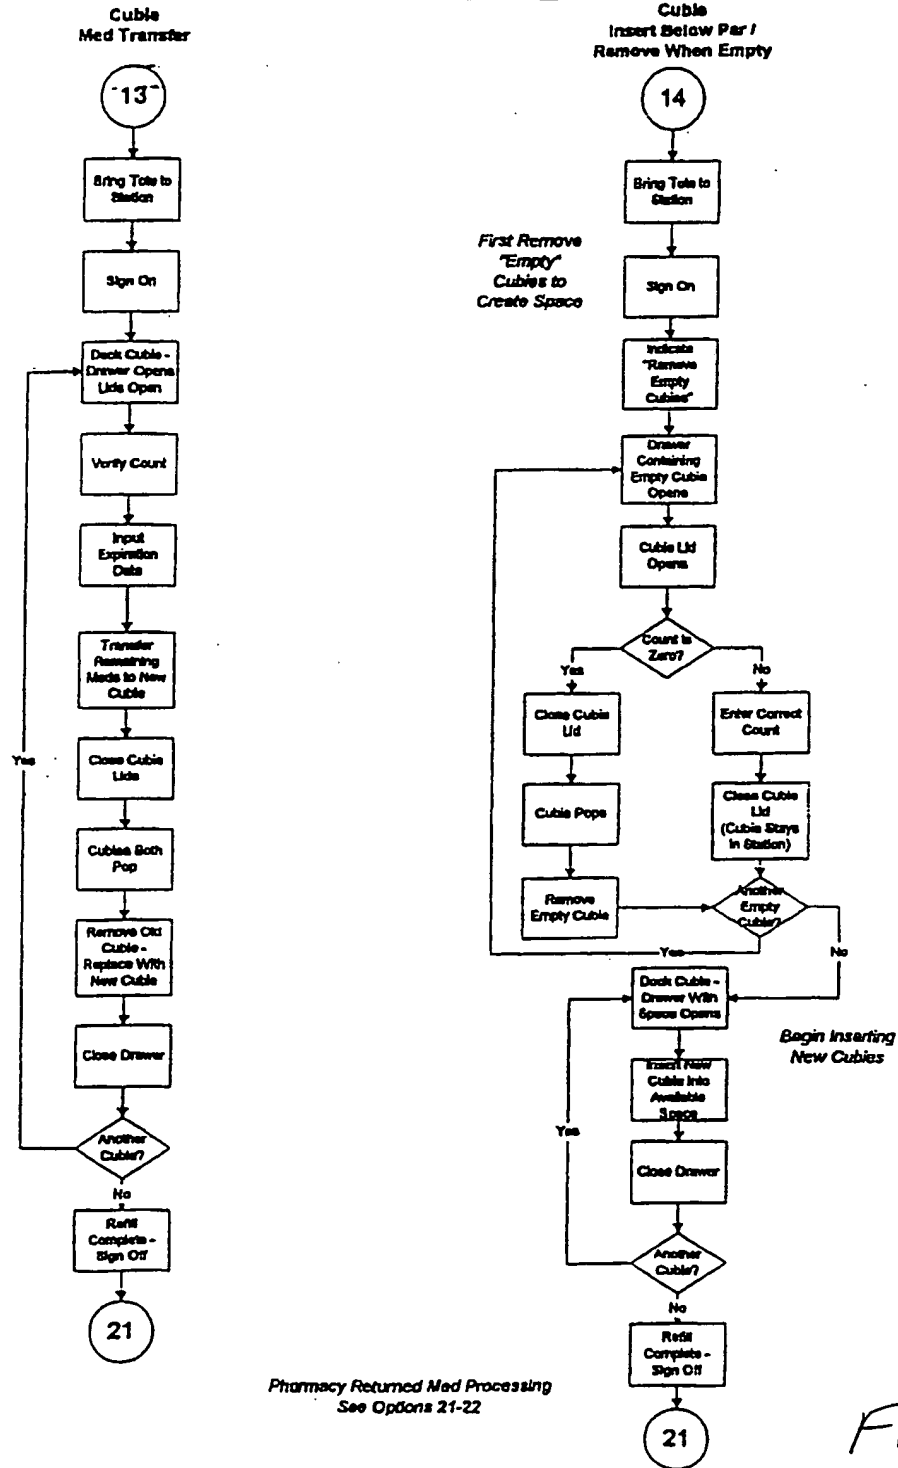 Cubie
Med Transfer
13
Bring Tote to
Station
Sign On
Dock Cubie -
Drawer Opens
Lids Open
Verify Count
Input
Expiration
Date
Transfer
Remaining
Meds to New
Cubie
Close Cubie
Lids
Cubies Both
Pop
Remove Old
Cubie -
Replace With
New Cubie
Close Drawer
Another
Cubie?
Yes
No
Refill
Complete -
Sign Off
21
Cubie
Insert Below Par /
Remove When Empty
14
Bring Tote to
Station
First Remove
"Empty"
Cubies to
Create Space
Sign On
Indicate
"Remove
Empty
Cubies"
Drawer
Containing
Empty Cubie
Opens
Cubie Lid
Opens
Count is
Zero?
Yes
No
Close Cubie
Lid
Cubie Pops
Remove
Empty Cubie
Enter Correct
Count
Close Cubie
Lid
(Cubie Stays
in Station)
Another
Empty
Cubie?
Yes
No
Dock Cubie -
Drawer With
Space Opens
Begin Inserting
New Cubies
Insert New
Cubie Into
Available
Space
Close Drawer
Another
Cubie?
Yes
No
Refill
Complete -
Sign Off
21
Pharmacy Returned Med Processing
See Options 21-22